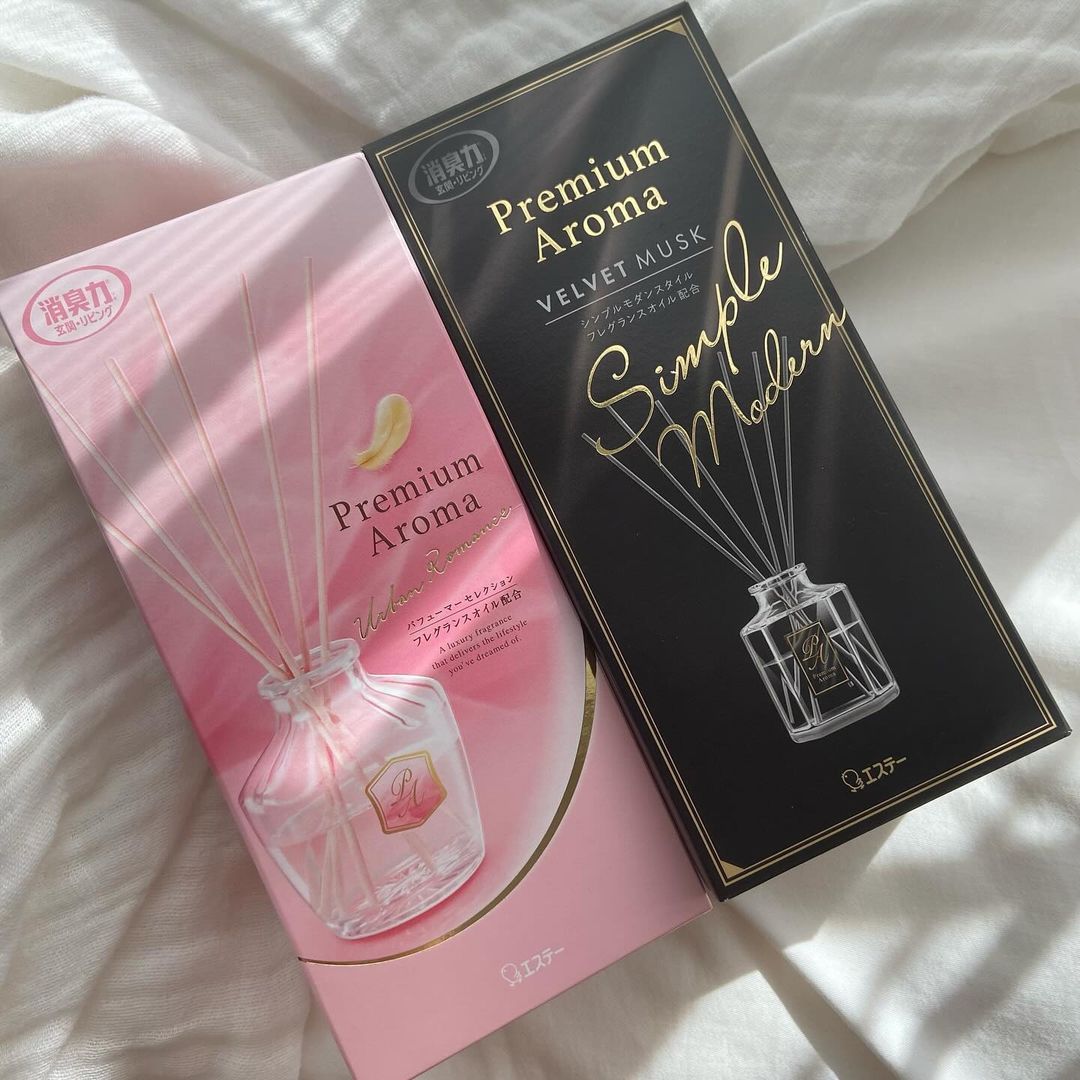 消臭力
玄関・リビング
Premium
Aroma
Urban Romance
パフューマーセレクション
フレグランスオイル配合
A luxury fragrance
that delivers the lifestyle
you've dreamed of.
PA
エステー
消臭力
玄関・リビング
Premium
Aroma
VELVET MUSK
シンプルモダンスタイル
フレグランスオイル配合
Simple
Modern
PA
Premium
Aroma
エステー